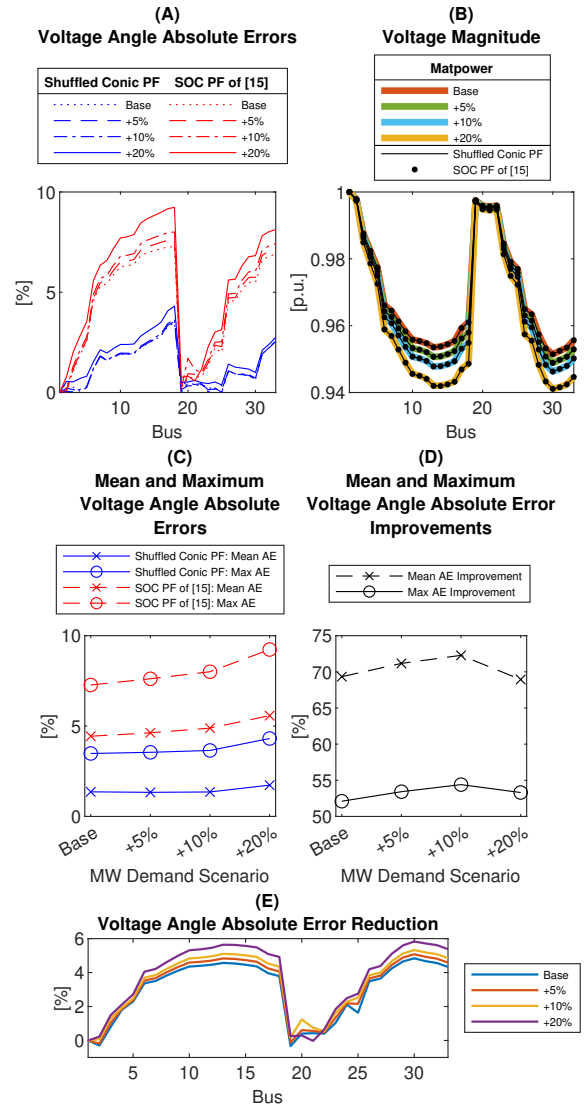 (A)
Voltage Angle Absolute Errors
Shuffled Conic PF SOC PF of [15]
Base Base
+5% +5%
+10% +10%
+20% +20%
10
5
0
[%]
10 20 30
Bus
(B)
Voltage Magnitude
Matpower
Base
+5%
+10%
+20%
Shuffled Conic PF
SOC PF of [15]
1
0.98
0.96
0.94
[p.u.]
10 20 30
Bus
(C)
Mean and Maximum
Voltage Angle Absolute
Errors
Shuffled Conic PF: Mean AE
Shuffled Conic PF: Max AE
SOC PF of [15]: Mean AE
SOC PF of [15]: Max AE
10
5
0
[%]
Base +5% +10% +20%
MW Demand Scenario
(D)
Mean and Maximum
Voltage Angle Absolute Error
Improvements
Mean AE Improvement
Max AE Improvement
75
70
65
60
55
50
[%]
Base +5% +10% +20%
MW Demand Scenario
(E)
Voltage Angle Absolute Error Reduction
6
4
2
0
[%]
5 10 15 20 25 30
Bus
Base
+5%
+10%
+20%